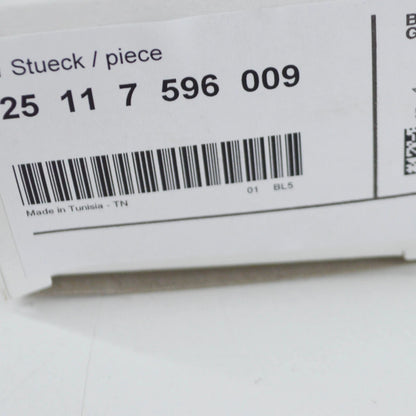 Stueck / piece
25 11 7 596 009
Made in Tunisia - TN
01 BL5